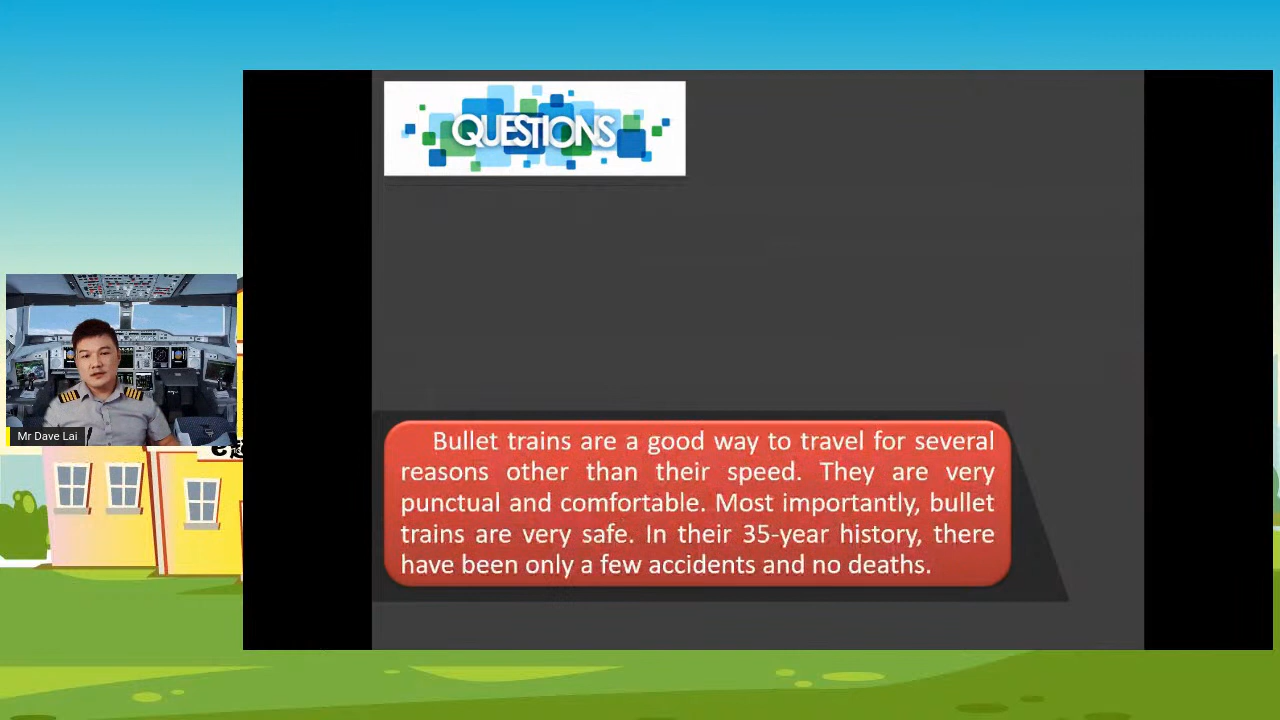 QUESTIONS
Mr Dave Lai
Bullet trains are a good way to travel for several
reasons other than their speed. They are very
punctual and comfortable. Most importantly, bullet
trains are very safe. In their 35-year history, there
have been only a few accidents and no deaths.